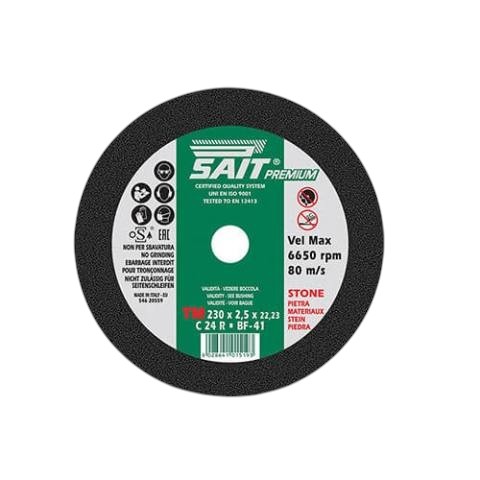 SAIT®
PREMIUM
CERTIFIED QUALITY SYSTEM
UNI EN ISO 9001
TESTED TO EN 12413
EAC
NON PER SBAVATURA
NO GRINDING
EBARBAGE INTERDIT
POUR TRONÇONNAGE
NICHT ZULÄSSIG FÜR
SEITENSCHLEIFEN
MADE IN ITALY - EU
Vel Max
6650 rpm
80 m/s
STONE
PIETRA
MATERIAUX
STEIN
PIEDRA
VALIDITÀ - VEDERE BOCCOLA
VALIDITY - SEE BUSHING
VALIDITE - VOIR BAGUE
TM 230 x 2,5 x 22,23
C 24 R • BF-41